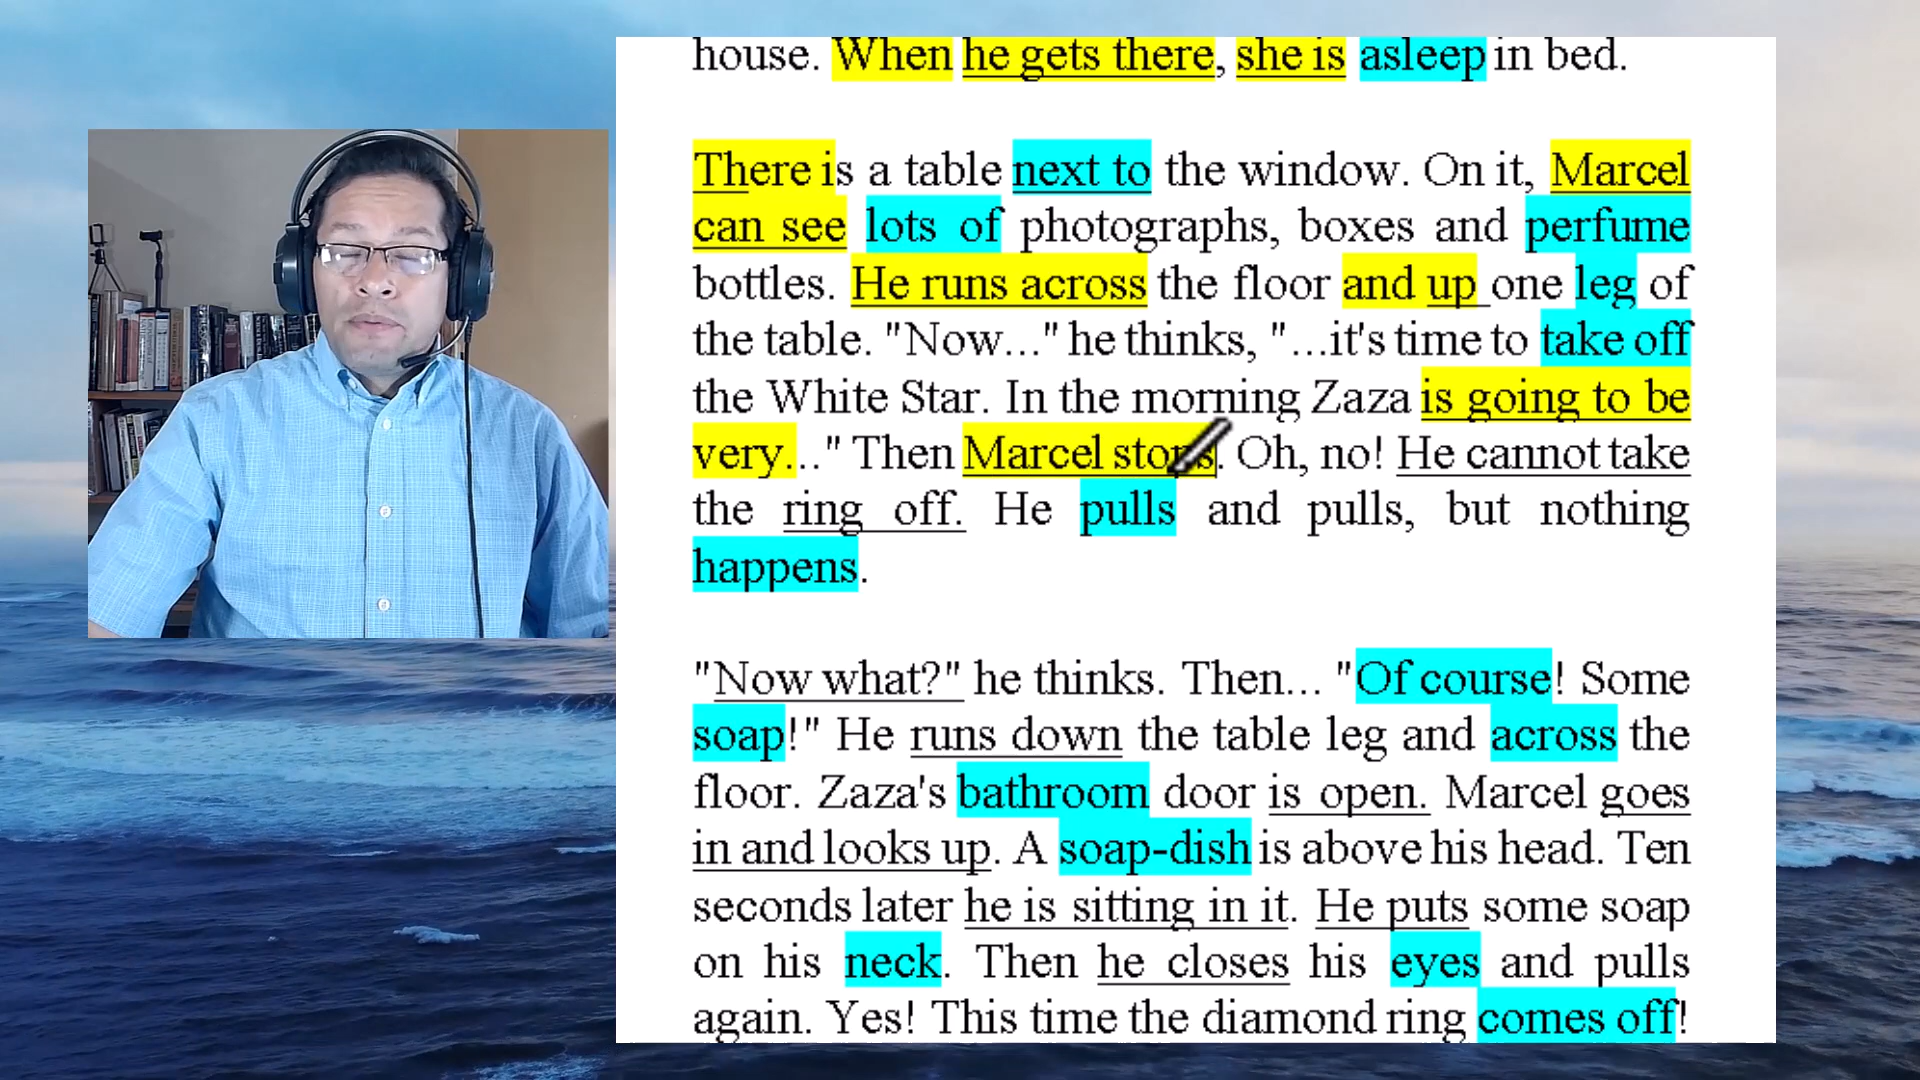 house. When he gets there, she is asleep in bed.
There is a table next to the window. On it, Marcel
can see lots of photographs, boxes and perfume
bottles. He runs across the floor and up one leg of
the table. "Now..." he thinks, "...it's time to take off
the White Star. In the morning Zaza is going to be
very..." Then Marcel stops. Oh, no! He cannot take
the ring off. He pulls and pulls, but nothing
happens.
"Now what?" he thinks. Then... "Of course! Some
soap!" He runs down the table leg and across the
floor. Zaza's bathroom door is open. Marcel goes
in and looks up. A soap-dish is above his head. Ten
seconds later he is sitting in it. He puts some soap
on his neck. Then he closes his eyes and pulls
again. Yes! This time the diamond ring comes off!